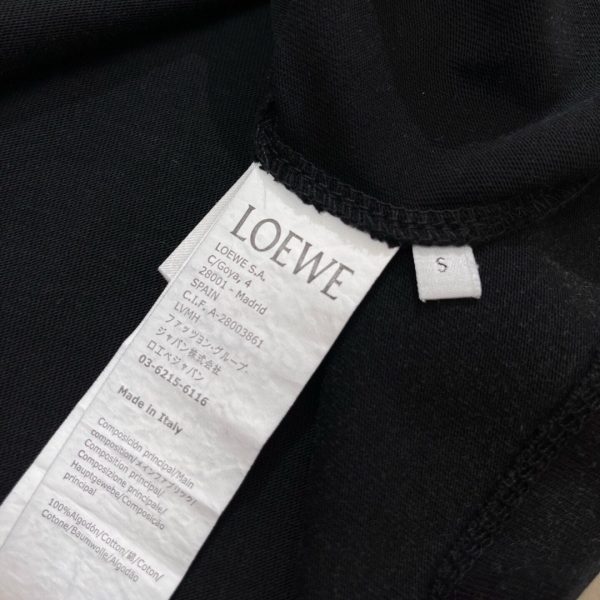 LOEWE
LOEWE S.A.
C/Goya, 4
28001 - Madrid
SPAIN
C.I.F. A-28003861
LVMH
ファッション・グループ・
ジャパン株式会社
ロエベジャパン
03-6215-6116
Made in Italy
Composición principal/Main
composition/メインファブリック/
Composition principal/
Composizione principale/
Hauptgewebe/Composicão
principal
100%Algodón/Cotton/綿/Coton/
Cotone/Baumwolle/Algodão
S